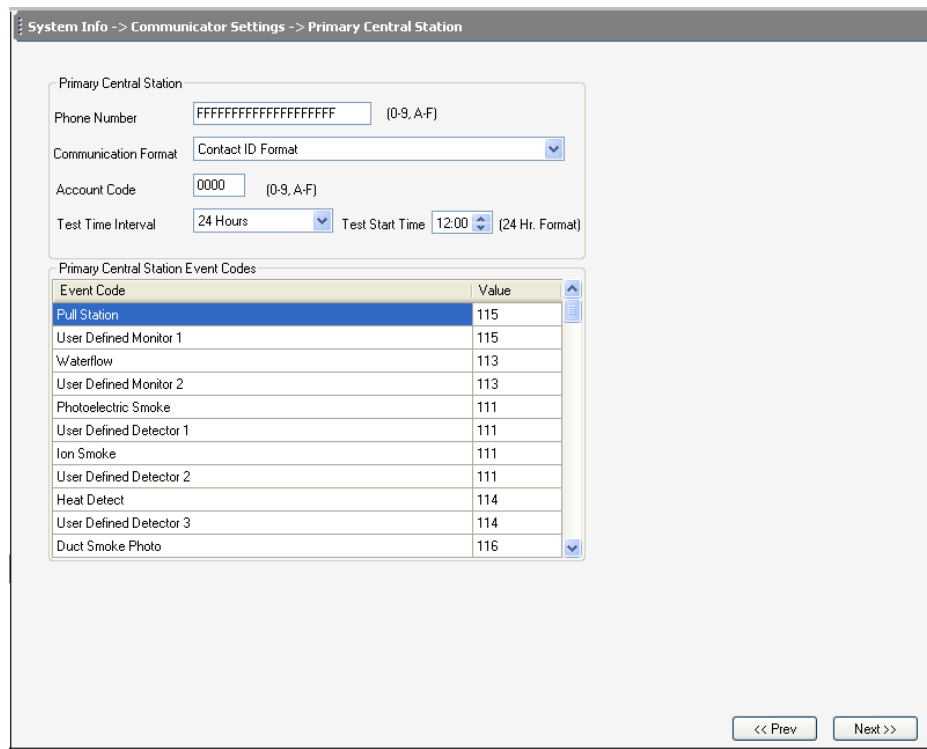 System Info -> Communicator Settings -> Primary Central Station
Primary Central Station
Phone Number FFFFFFFFFFFFFFFFFFFF (0-9, A-F)
Communication Format Contact ID Format
Account Code 0000 (0-9, A-F)
Test Time Interval 24 Hours Test Start Time 12:00 (24 Hr. Format)
Primary Central Station Event Codes
Event Code Value
Pull Station 115
User Defined Monitor 1 115
Waterflow 113
User Defined Monitor 2 113
Photoelectric Smoke 111
User Defined Detector 1 111
Ion Smoke 111
User Defined Detector 2 111
Heat Detect 114
User Defined Detector 3 114
Duct Smoke Photo 116
<< Prev Next >>